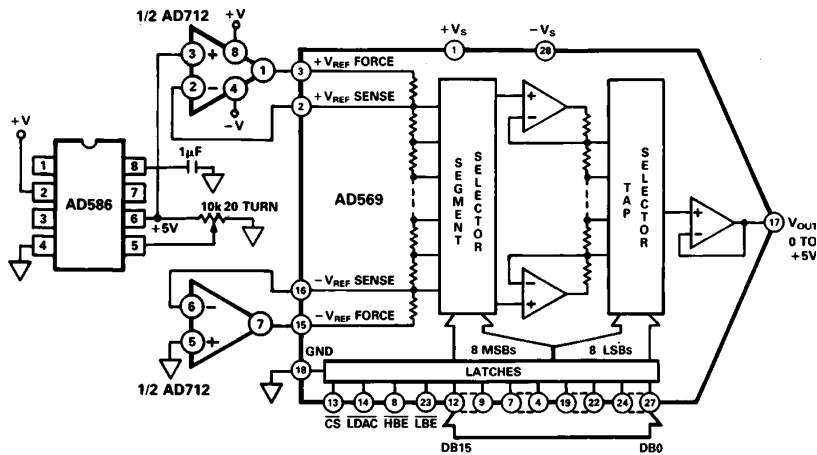 1/2 AD712
+V
8
3
+
1
2
−
4
−V
+VS
1
−VS
28
3
+VREF FORCE
2
+VREF SENSE
+V
1µF
1
8
2
AD586
7
3
6
4
5
+5V
10k 20 TURN
AD569
SEGMENT
SELECTOR
+
−
+
−
TAP
SELECTOR
+
−
17
VOUT
0 TO
+5V
16
−VREF SENSE
6
−
7
5
+
15
−VREF FORCE
1/2 AD712
GND
18
8 MSBs
8 LSBs
LATCHES
13
14
8
23
12
9
7
4
19
22
24
27
CS
LDAC
HBE
LBE
DB15
DB0